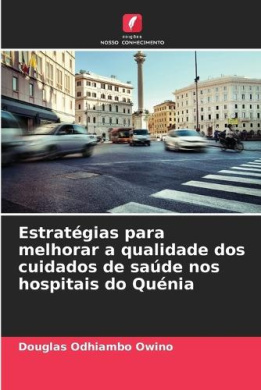 edições
NOSSO CONHECIMENTO
Estratégias para
melhorar a qualidade dos
cuidados de saúde nos
hospitais do Quénia
Douglas Odhiambo Owino